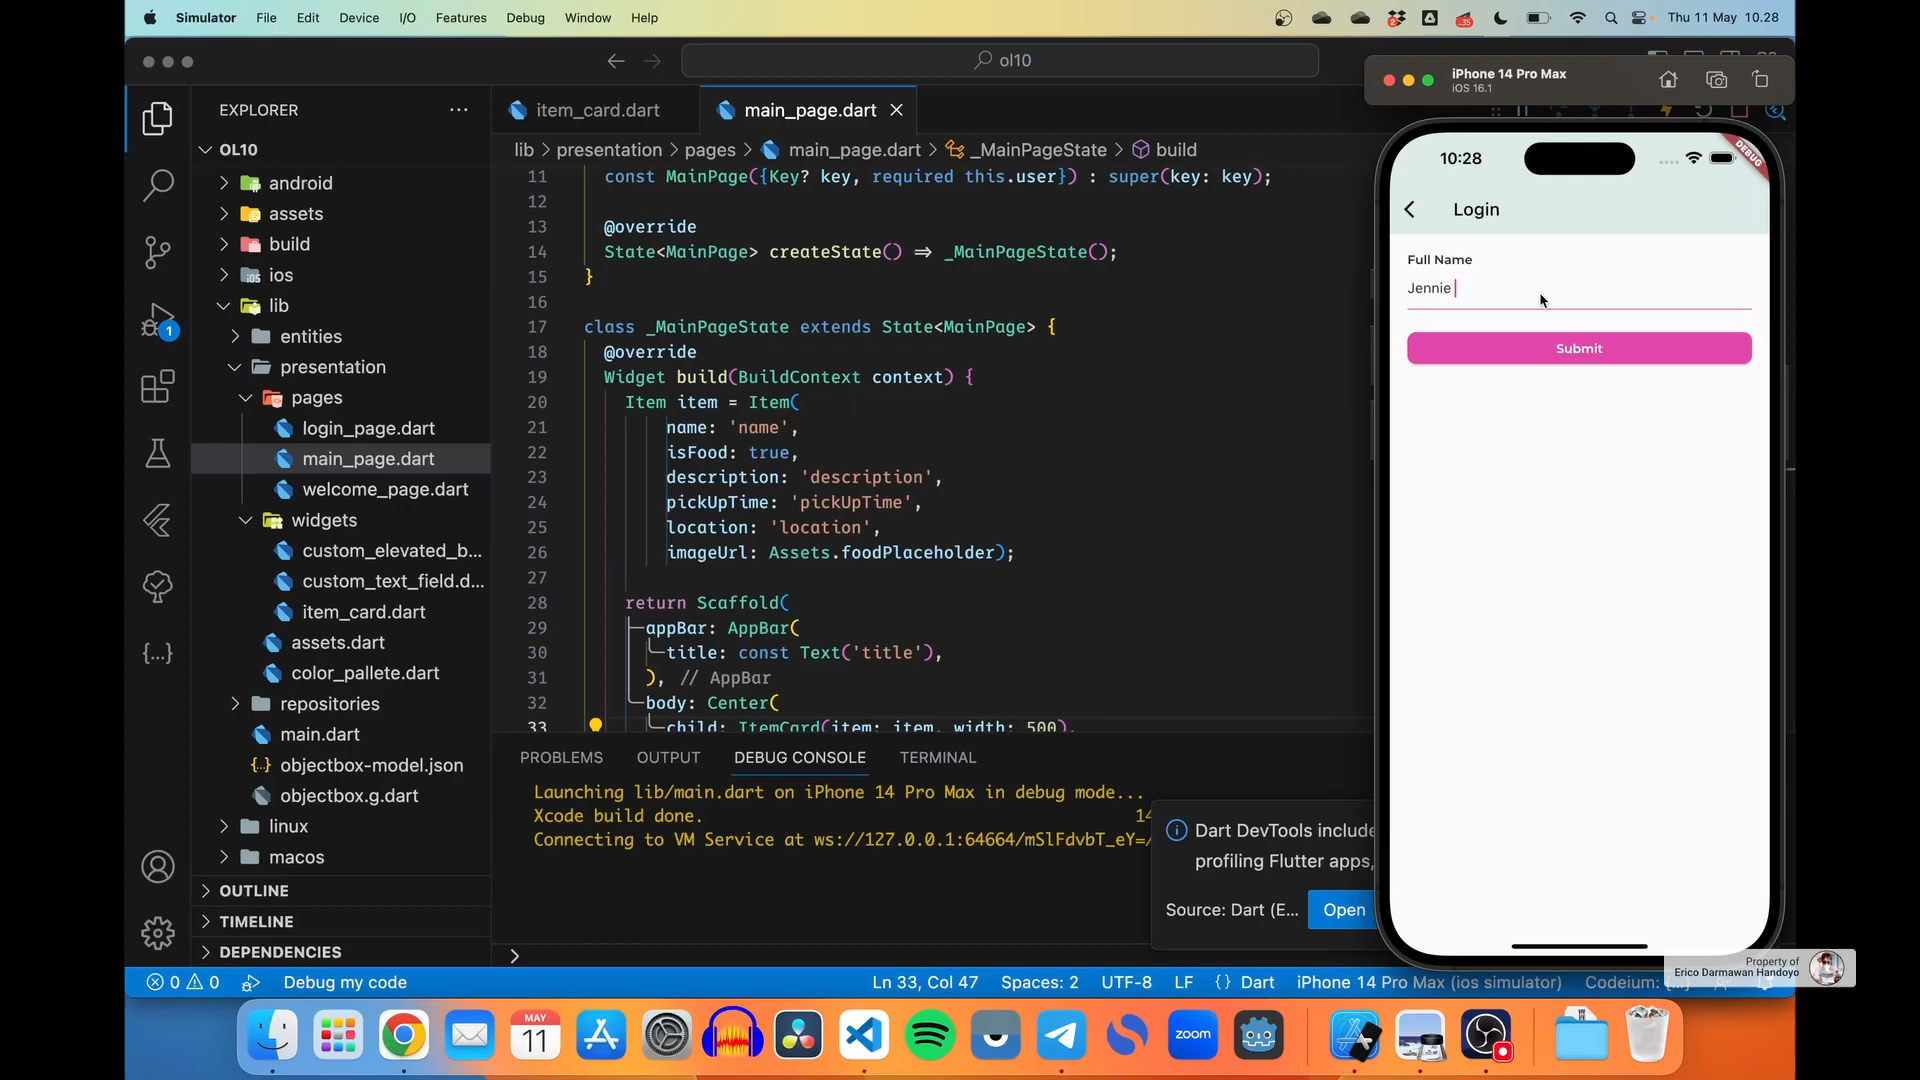 Simulator File Edit Device I/O Features Debug Window Help
Thu 11 May 10.28
ol10
EXPLORER
OL10
android
assets
build
ios
lib
entities
presentation
pages
login_page.dart
main_page.dart
welcome_page.dart
widgets
custom_elevated_b...
custom_text_field.d...
item_card.dart
assets.dart
color_pallete.dart
repositories
main.dart
objectbox-model.json
objectbox.g.dart
linux
macos
OUTLINE
TIMELINE
DEPENDENCIES
1
item_card.dart
main_page.dart
lib > presentation > pages > main_page.dart > _MainPageState > build
11 const MainPage({Key? key, required this.user}) : super(key: key);
12
13 @override
14 State<MainPage> createState() => _MainPageState();
15 }
16
17 class _MainPageState extends State<MainPage> {
18 @override
19 Widget build(BuildContext context) {
20 Item item = Item(
21 name: 'name',
22 isFood: true,
23 description: 'description',
24 pickUpTime: 'pickUpTime',
25 location: 'location',
26 imageUrl: Assets.foodPlaceholder);
27
28 return Scaffold(
29 appBar: AppBar(
30 title: const Text('title'),
31 ), // AppBar
32 body: Center(
33 child: ItemCard(item: item, width: 500),
PROBLEMS OUTPUT DEBUG CONSOLE TERMINAL
Launching lib/main.dart on iPhone 14 Pro Max in debug mode...
Xcode build done. 14
Connecting to VM Service at ws://127.0.0.1:64664/mSlFdvbT_eY=/
Dart DevTools include
profiling Flutter apps,
Source: Dart (E...
Open
iPhone 14 Pro Max
iOS 16.1
10:28
DEBUG
Login
Full Name
Jennie
Submit
0 0 Debug my code
Ln 33, Col 47 Spaces: 2 UTF-8 LF {} Dart iPhone 14 Pro Max (ios simulator) Codeium: {...}
Property of
Erico Darmawan Handoyo
MAY
11
zoom